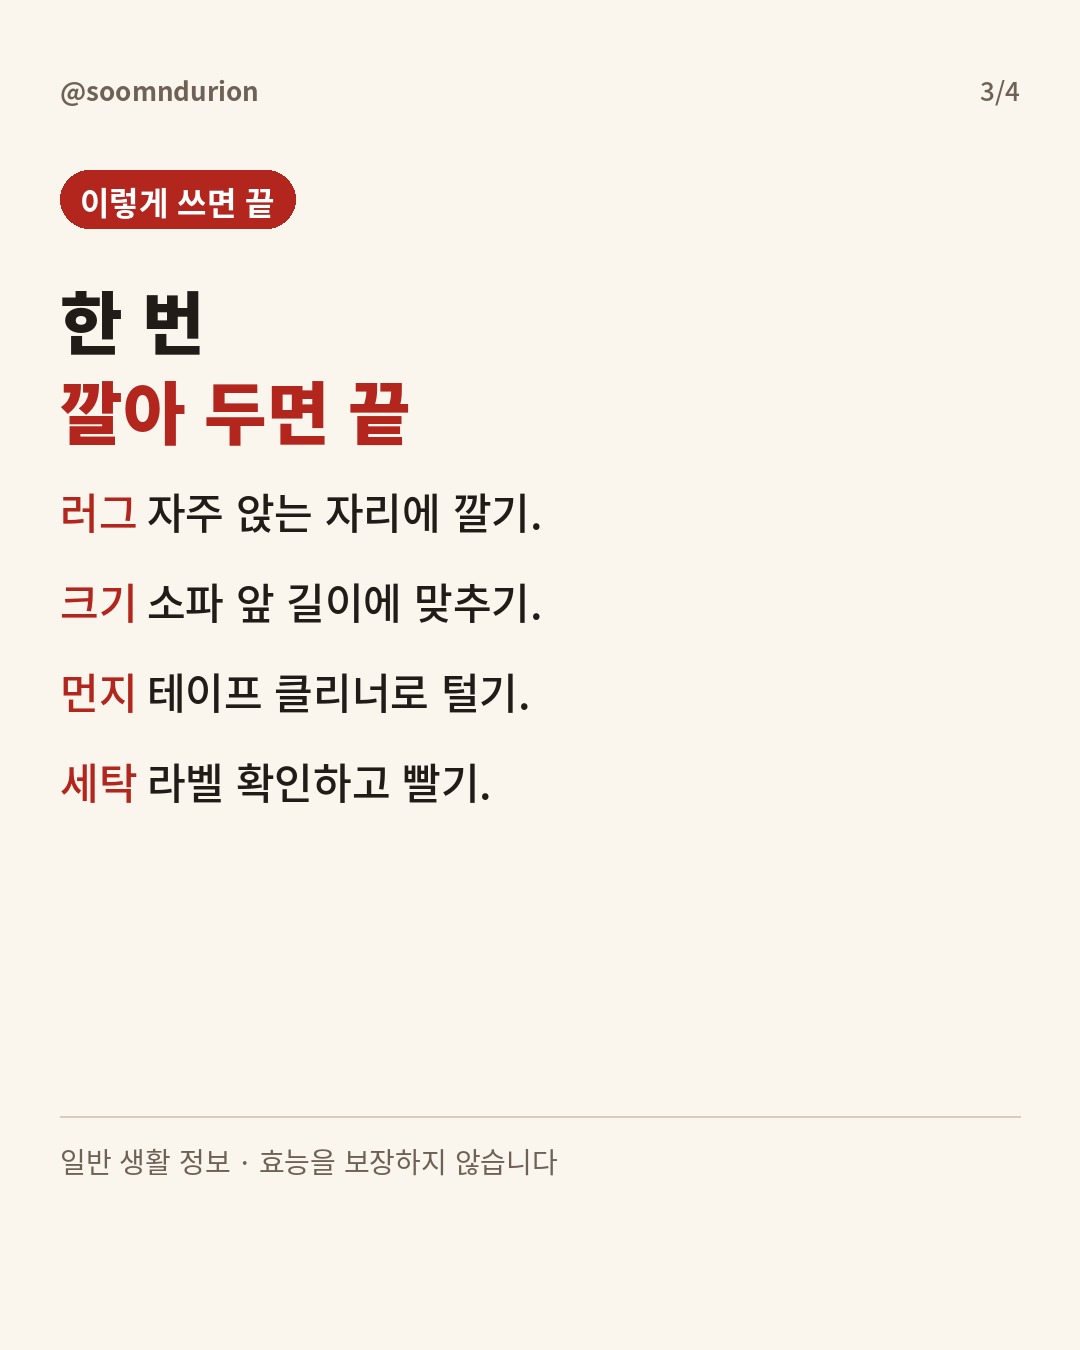 @soomndurion
3/4
이렇게 쓰면 끝
한 번
깔아 두면 끝
러그 자주 앉는 자리에 깔기.
크기 소파 앞 길이에 맞추기.
먼지 테이프 클리너로 털기.
세탁 라벨 확인하고 빨기.
일반 생활 정보 · 효능을 보장하지 않습니다